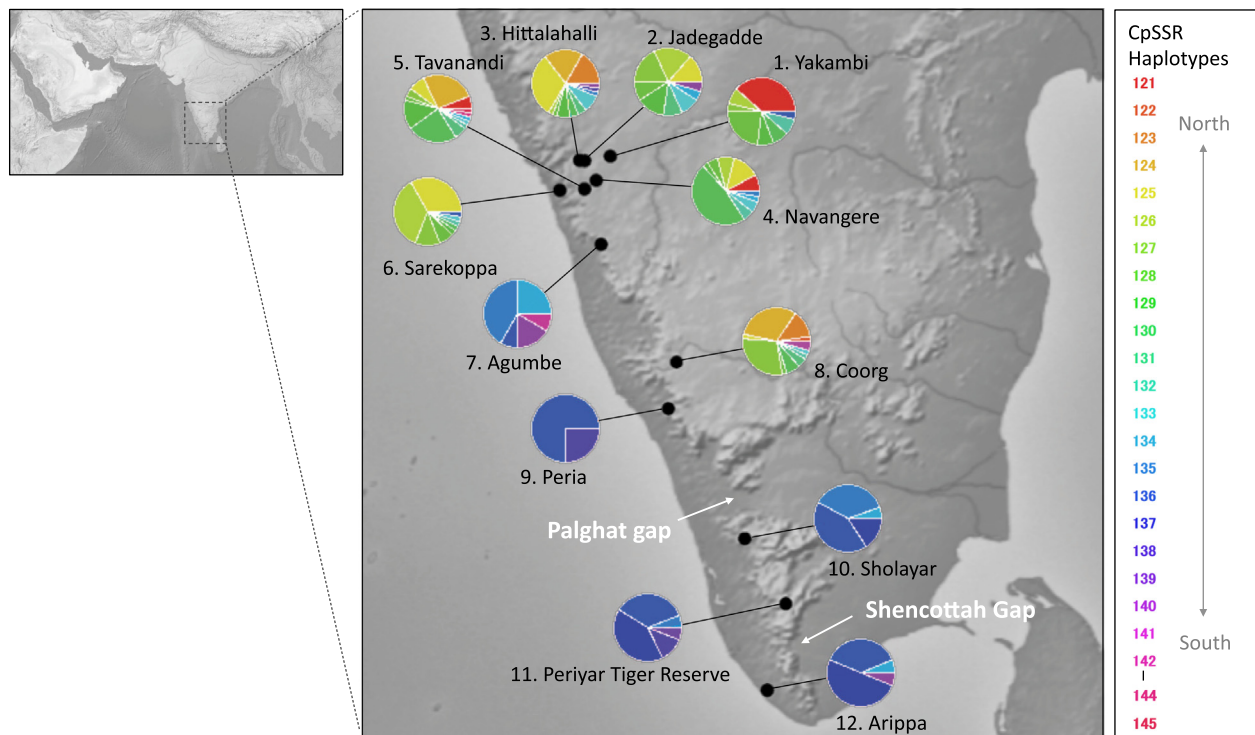 3. Hittalahalli
2. Jadegadde
5. Tavanandi
1. Yakambi
4. Navangere
6. Sarekoppa
7. Agumbe
8. Coorg
9. Peria
Palghat gap
10. Sholayar
Shencottah Gap
11. Periyar Tiger Reserve
12. Arippa
CpSSR
Haplotypes
121
122
123
124
125
126
127
128
129
130
131
132
133
134
135
136
137
138
139
140
141
142
144
145
North
South